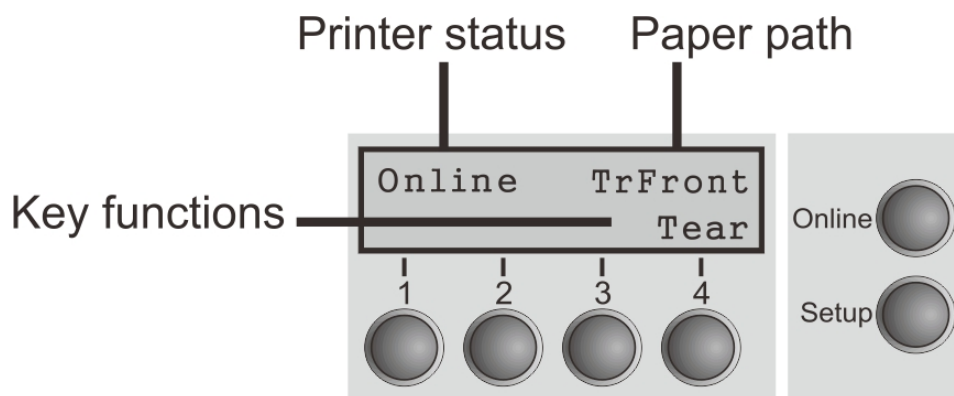 Printer status Paper path
Online TrFront
Key functions
Tear
Online
1 2 3 4
Setup